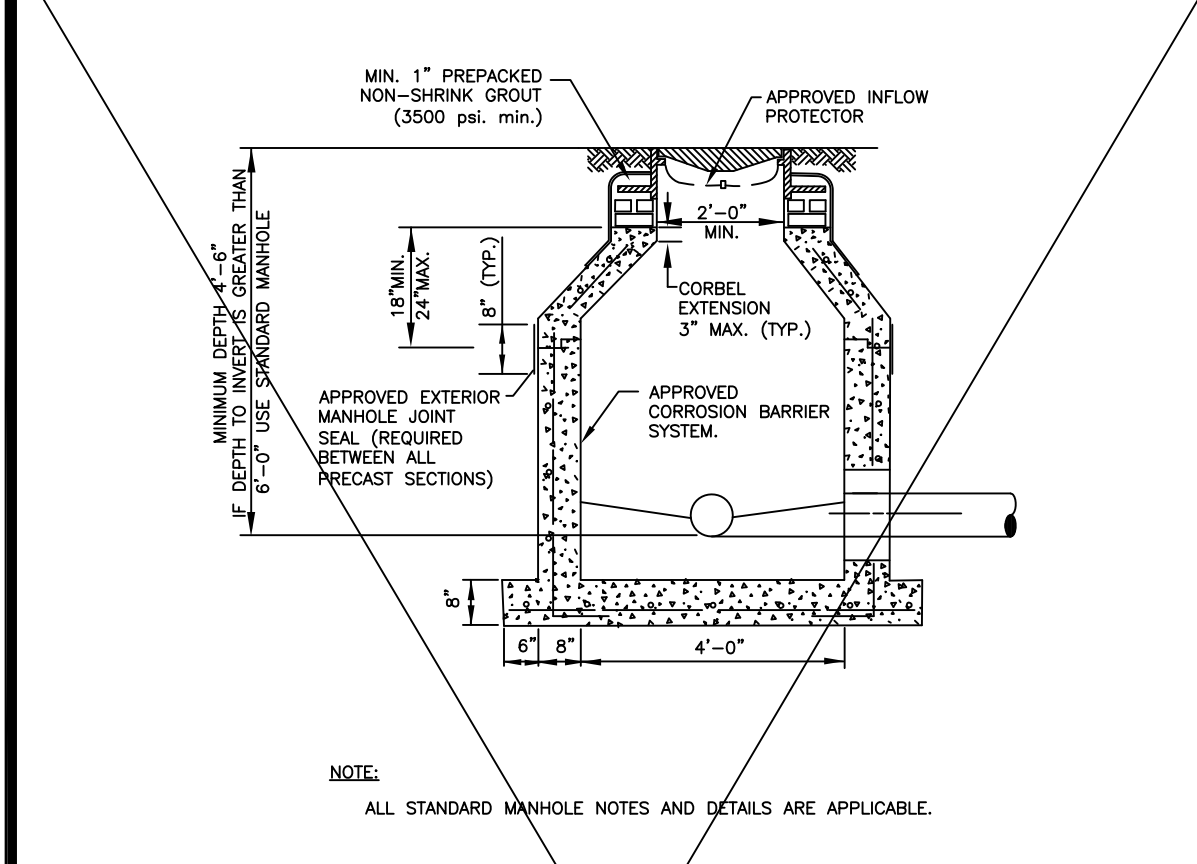 MIN. 1" PREPACKED
NON-SHRINK GROUT
(3500 psi. min.)
APPROVED INFLOW
PROTECTOR
MINIMUM DEPTH 4'-6"
IF DEPTH TO INVERT IS GREATER THAN
6'-0" USE STANDARD MANHOLE
18"MIN.
24"MAX.
8" (TYP.)
2'-0"
MIN.
CORBEL
EXTENSION
3" MAX. (TYP.)
APPROVED EXTERIOR
MANHOLE JOINT
SEAL (REQUIRED
BETWEEN ALL
PRECAST SECTIONS)
APPROVED
CORROSION BARRIER
SYSTEM.
8"
6"
8"
4'-0"
NOTE:
ALL STANDARD MANHOLE NOTES AND DETAILS ARE APPLICABLE.